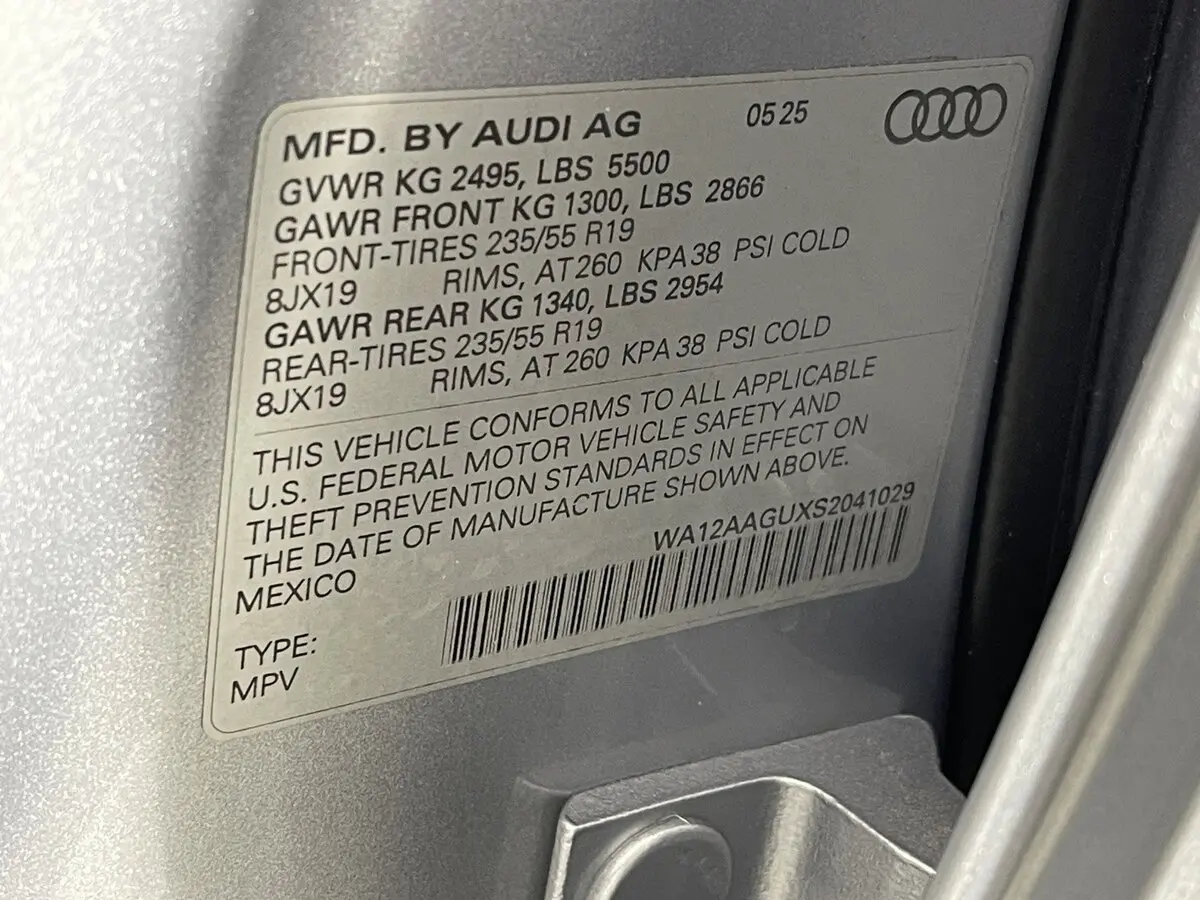 MFD. BY AUDI AG 05 25
GVWR KG 2495, LBS 5500
GAWR FRONT KG 1300, LBS 2866
FRONT-TIRES 235/55 R19
8JX19 RIMS, AT 260 KPA 38 PSI COLD
GAWR REAR KG 1340, LBS 2954
REAR-TIRES 235/55 R19
8JX19 RIMS, AT 260 KPA 38 PSI COLD
THIS VEHICLE CONFORMS TO ALL APPLICABLE
U.S. FEDERAL MOTOR VEHICLE SAFETY AND
THEFT PREVENTION STANDARDS IN EFFECT ON
THE DATE OF MANUFACTURE SHOWN ABOVE.
MEXICO WA12AAGUXS2041029
TYPE:
MPV